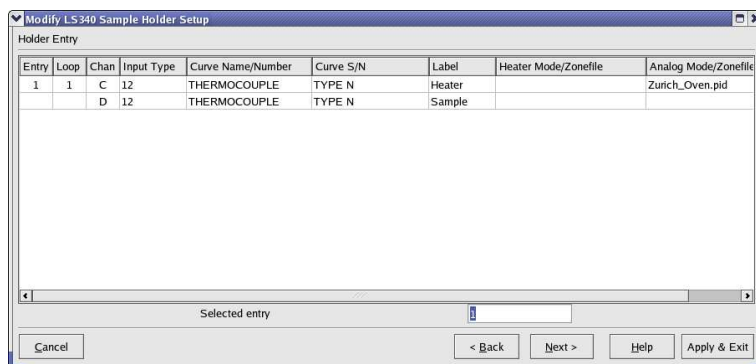 Modify LS340 Sample Holder Setup
Holder Entry
Entry Loop Chan Input Type Curve Name/Number Curve S/N Label Heater Mode/Zonefile Analog Mode/Zonefile
1 1 C 12 THERMOCOUPLE TYPE N Heater Zurich_Oven.pid
D 12 THERMOCOUPLE TYPE N Sample
Selected entry 1
Cancel < Back Next > Help Apply & Exit